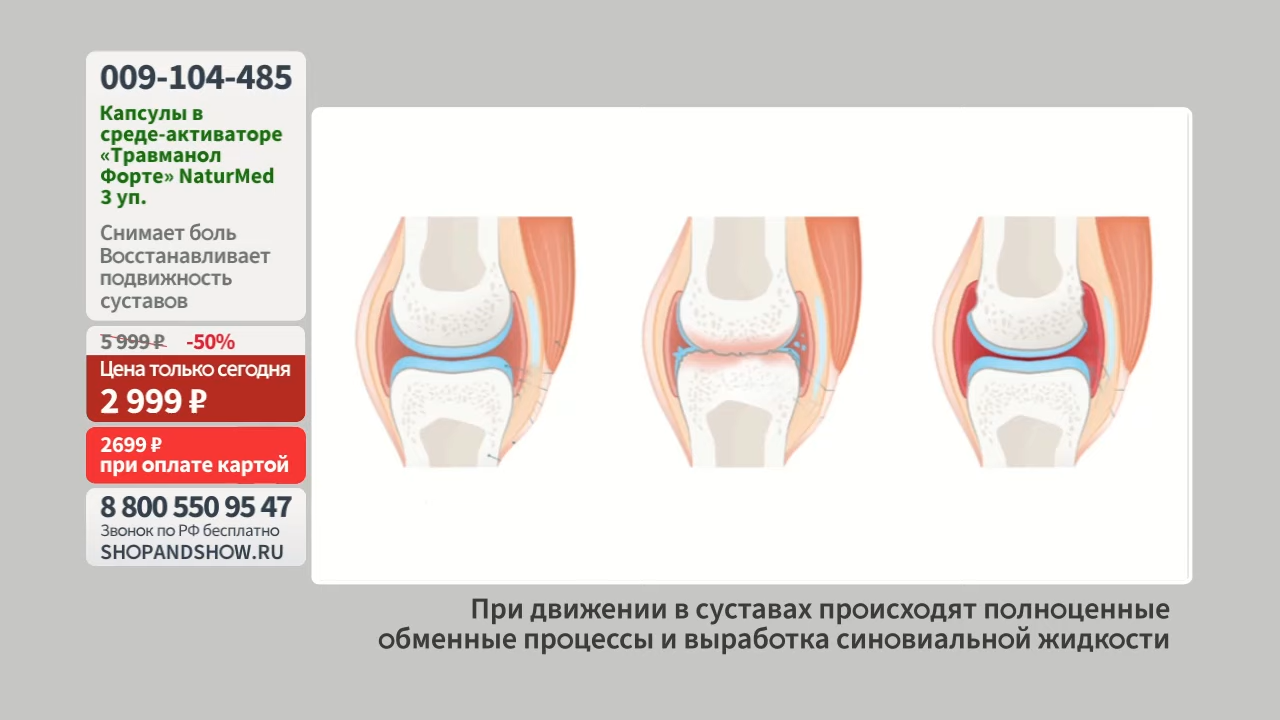 009-104-485
Капсулы в
среде-активаторе
«Травманол
Форте» NaturMed
3 уп.
Снимает боль
Восстанавливает
подвижность
суставов
5 999 ₽ -50%
Цена только сегодня
2 999 ₽
2699 ₽
при оплате картой
8 800 550 95 47
Звонок по РФ бесплатно
SHOPANDSHOW.RU
При движении в суставах происходят полноценные
обменные процессы и выработка синовиальной жидкости